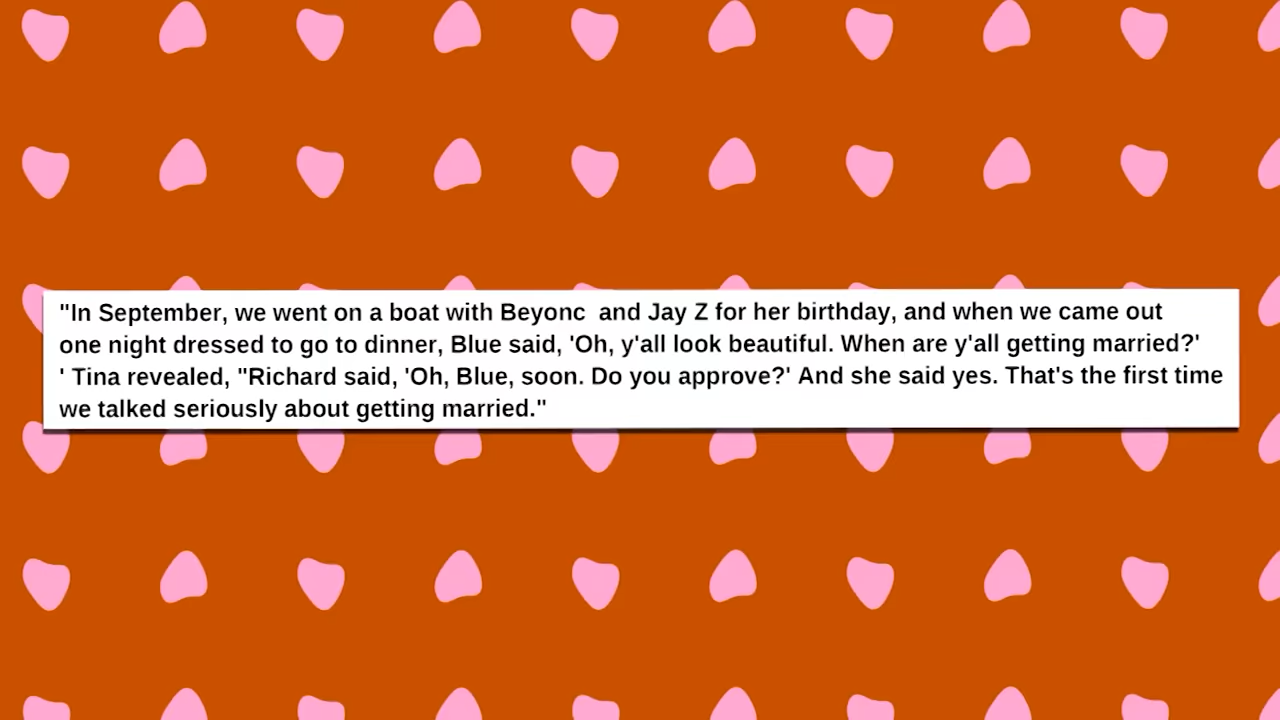 "In September, we went on a boat with Beyonc  and Jay Z for her birthday, and when we came out
one night dressed to go to dinner, Blue said, 'Oh, y'all look beautiful. When are y'all getting married?'
' Tina revealed, "Richard said, 'Oh, Blue, soon. Do you approve?' And she said yes. That's the first time
we talked seriously about getting married."